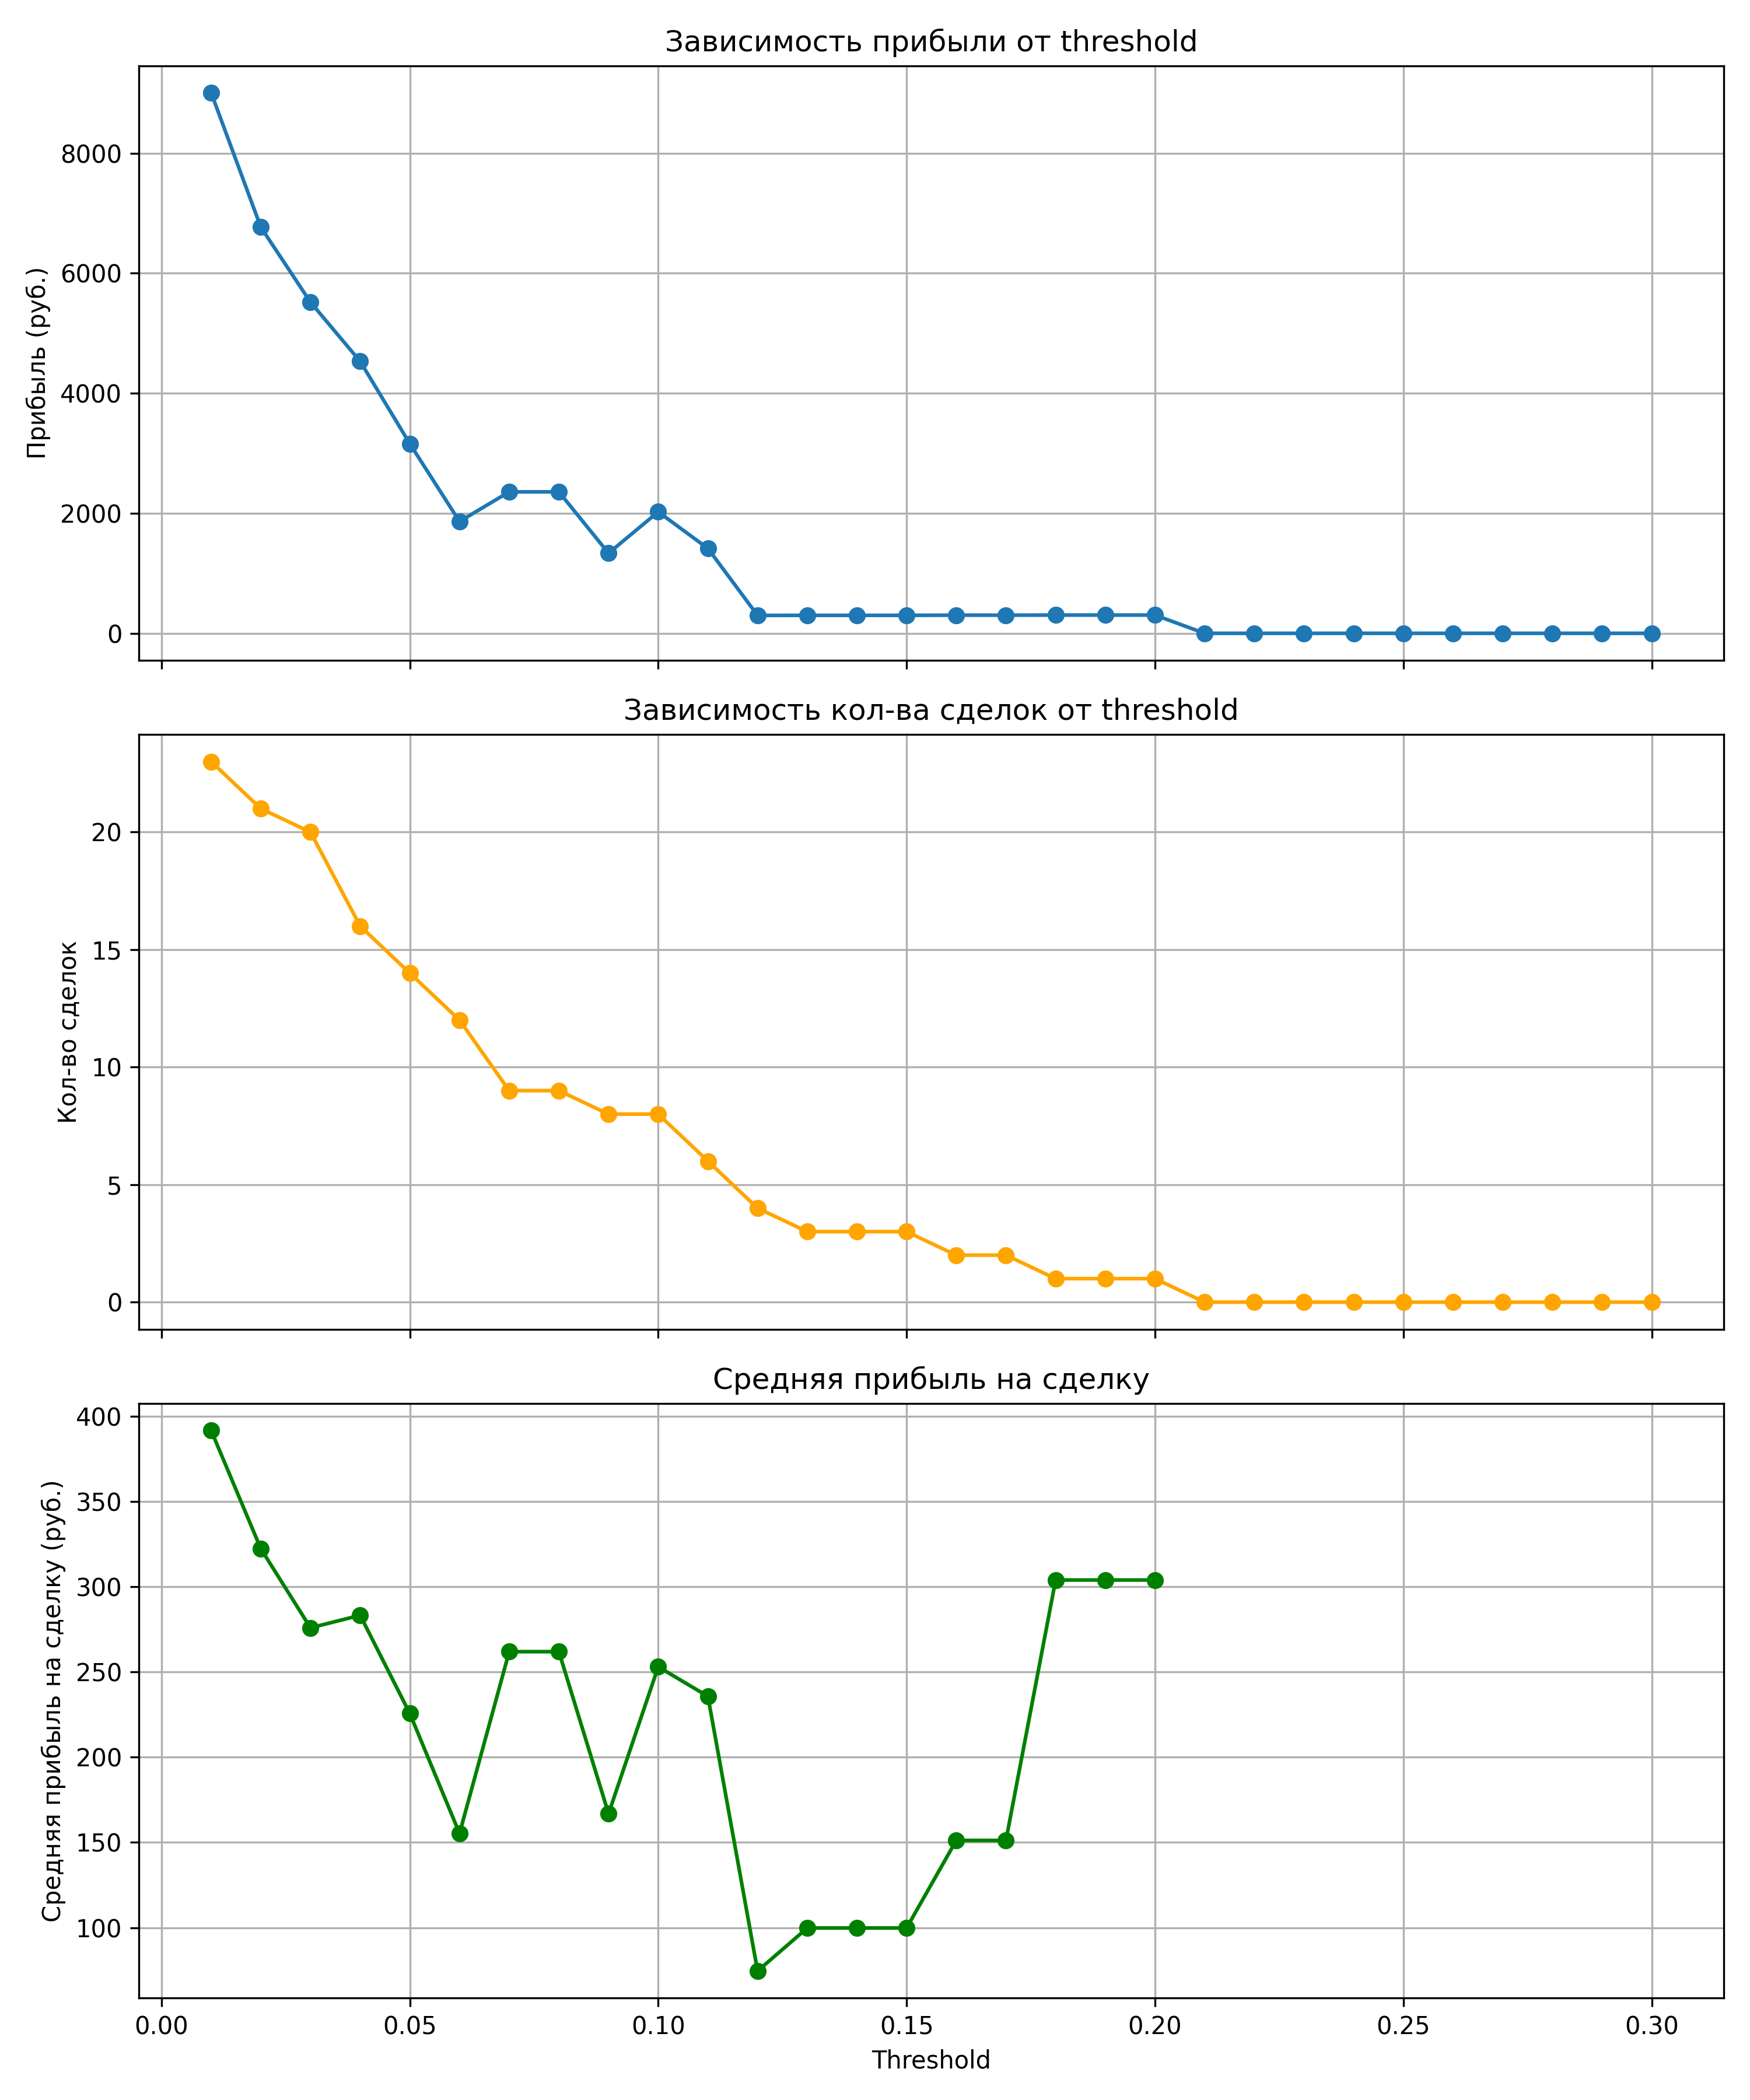 Зависимость прибыли от threshold
Прибыль (руб.)
8000
6000
4000
2000
0
Зависимость кол-ва сделок от threshold
Кол-во сделок
20
15
10
5
0
Средняя прибыль на сделку
Средняя прибыль на сделку (руб.)
400
350
300
250
200
150
100
0.00 0.05 0.10 0.15 0.20 0.25 0.30
Threshold